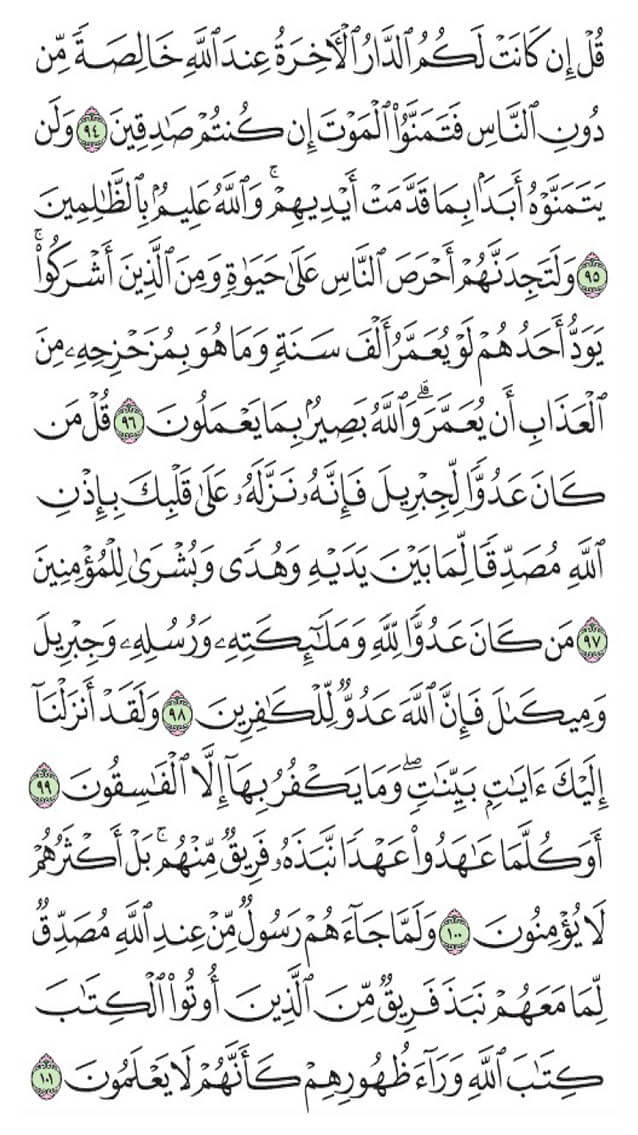 قُلْ إِن كَانَتْ لَكُمُ ٱلدَّارُ ٱلْأَخِرَةُ عِندَ ٱللَّهِ خَالِصَةً مِّن
دُونِ ٱلنَّاسِ فَتَمَنَّوُا۟ ٱلْمَوْتَ إِن كُنتُمْ صَٰدِقِينَ ٩٤ وَلَن
يَتَمَنَّوْهُ أَبَدًۢا بِمَا قَدَّمَتْ أَيْدِيهِمْ ۚ وَٱللَّهُ عَلِيمٌۢ بِٱلظَّٰلِمِينَ
٩٥ وَلَتَجِدَنَّهُمْ أَحْرَصَ ٱلنَّاسِ عَلَىٰ حَيَوٰةٍ وَمِنَ ٱلَّذِينَ أَشْرَكُوا۟ ۚ
يَوَدُّ أَحَدُهُمْ لَوْ يُعَمَّرُ أَلْفَ سَنَةٍ وَمَا هُوَ بِمُزَحْزِحِهِۦ مِنَ
ٱلْعَذَابِ أَن يُعَمَّرَ ۗ وَٱللَّهُ بَصِيرٌۢ بِمَا يَعْمَلُونَ ٩٦ قُلْ مَن
كَانَ عَدُوًّا لِّجِبْرِيلَ فَإِنَّهُۥ نَزَّلَهُۥ عَلَىٰ قَلْبِكَ بِإِذْنِ
ٱللَّهِ مُصَدِّقًا لِّمَا بَيْنَ يَدَيْهِ وَهُدًى وَبُشْرَىٰ لِلْمُؤْمِنِينَ
٩٧ مَن كَانَ عَدُوًّا لِّلَّهِ وَمَلَٰٓئِكَتِهِۦ وَرُسُلِهِۦ وَجِبْرِيلَ
وَمِيكَىٰلَ فَإِنَّ ٱللَّهَ عَدُوٌّ لِّلْكَٰفِرِينَ ٩٨ وَلَقَدْ أَنزَلْنَآ
إِلَيْكَ ءَايَٰتٍۭ بَيِّنَٰتٍ ۖ وَمَا يَكْفُرُ بِهَآ إِلَّا ٱلْفَٰسِقُونَ ٩٩
أَوَكُلَّمَا عَٰهَدُوا۟ عَهْدًا نَّبَذَهُۥ فَرِيقٌ مِّنْهُم ۚ بَلْ أَكْثَرُهُمْ
لَا يُؤْمِنُونَ ١٠٠ وَلَمَّا جَآءَهُمْ رَسُولٌ مِّنْ عِندِ ٱللَّهِ مُصَدِّقٌ
لِّمَا مَعَهُمْ نَبَذَ فَرِيقٌ مِّنَ ٱلَّذِينَ أُوتُوا۟ ٱلْكِتَٰبَ
كِتَٰبَ ٱللَّهِ وَرَآءَ ظُهُورِهِمْ كَأَنَّهُمْ لَا يَعْلَمُونَ ١٠١